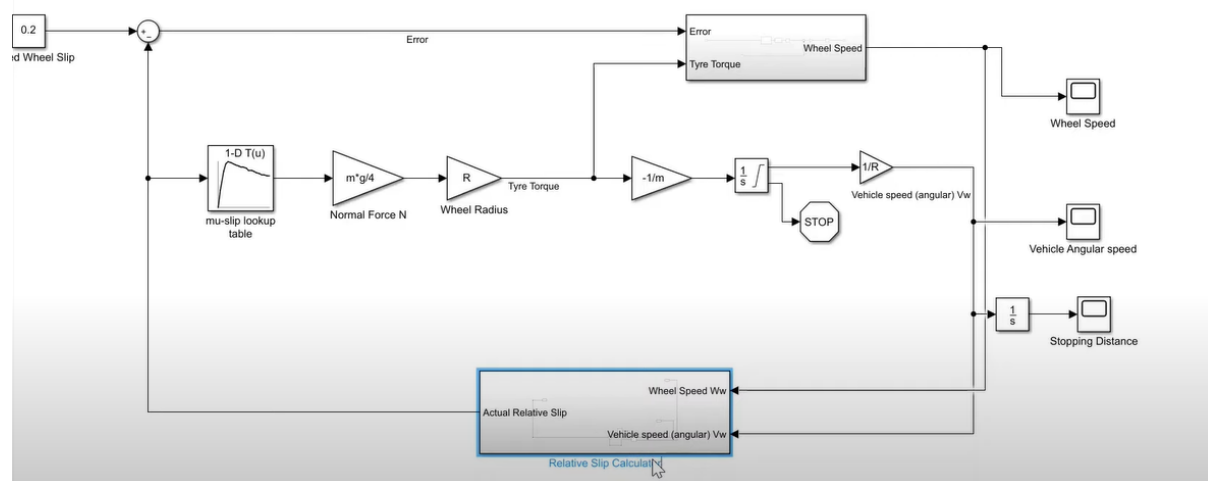 0.2
ed Wheel Slip
+
-
Error
Error
Tyre Torque
Wheel Speed
Wheel Speed
1-D T(u)
mu-slip lookup
table
m*g/4
Normal Force N
R
Wheel Radius
Tyre Torque
-1/m
1
s
STOP
1/R
Vehicle speed (angular) Vw
Vehicle Angular speed
1
s
Stopping Distance
Wheel Speed Ww
Actual Relative Slip
Vehicle speed (angular) Vw
Relative Slip Calculat